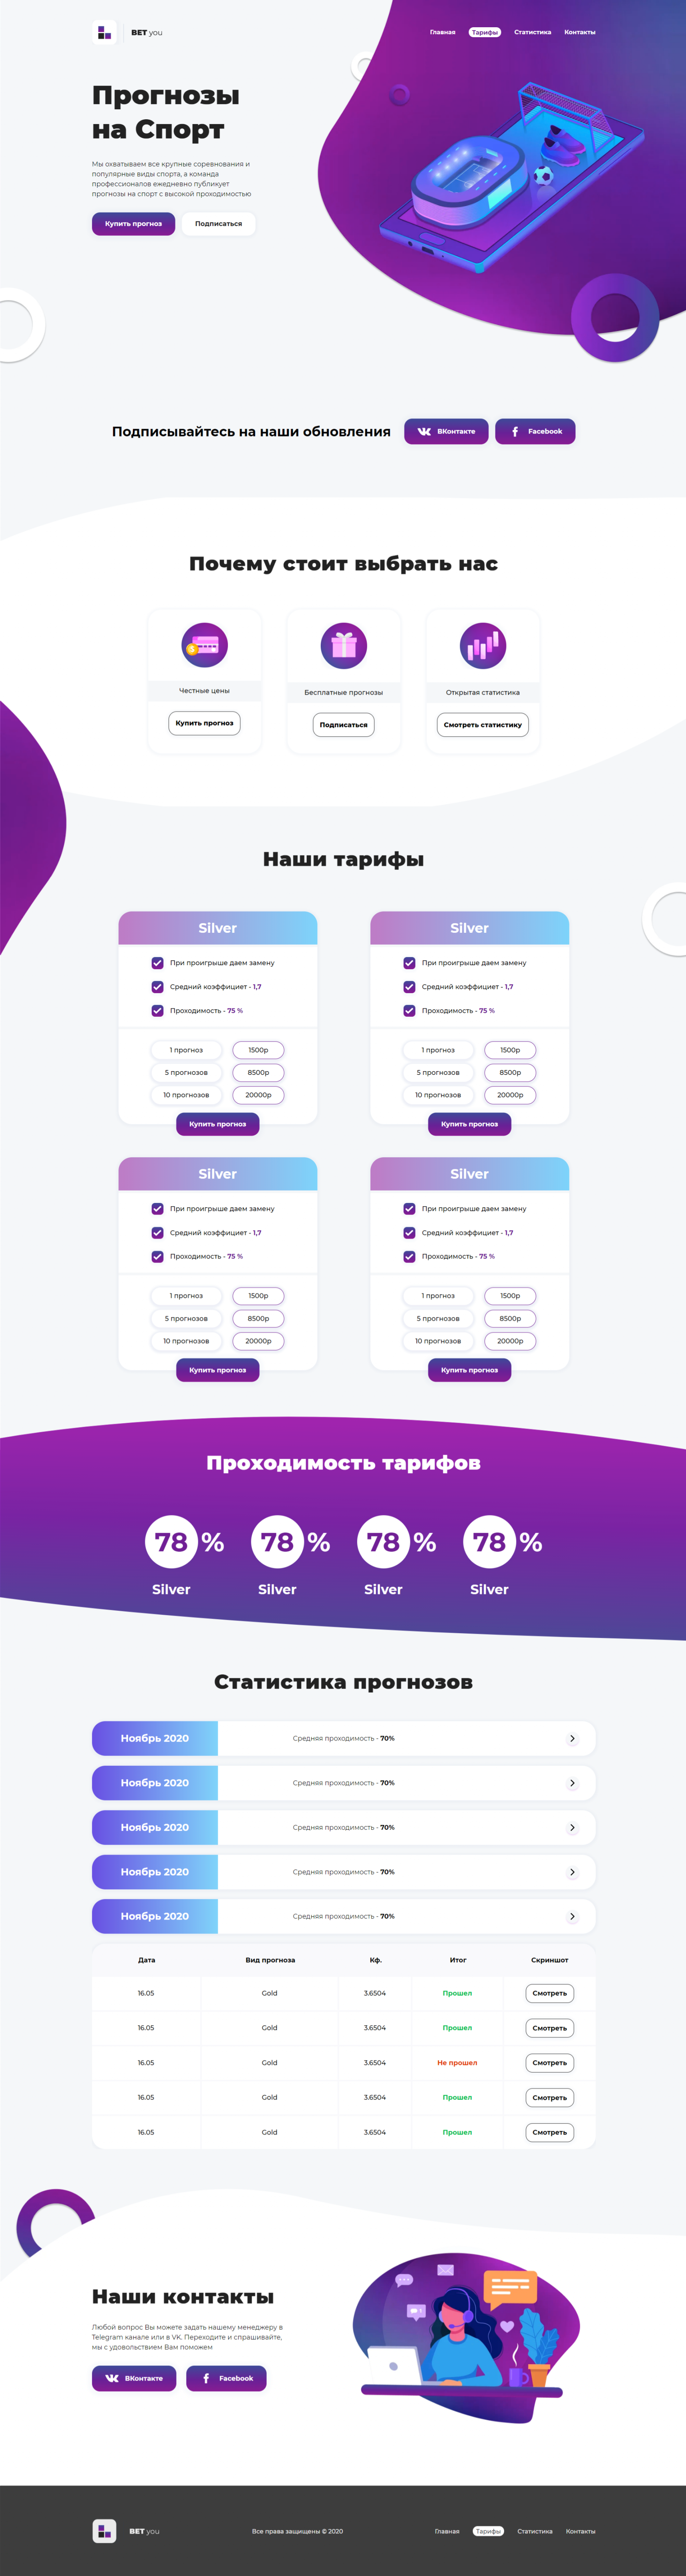 BET you
Главная Тарифы Статистика Контакты
Прогнозы
на Спорт
Мы охватываем все крупные соревнования и
популярные виды спорта, а команда
профессионалов ежедневно публикует
прогнозы на спорт с высокой проходимостью
Купить прогноз Подписаться
Подписывайтесь на наши обновления
ВКонтакте Facebook
Почему стоит выбрать нас
Честные цены
Купить прогноз
Бесплатные прогнозы
Подписаться
Открытая статистика
Смотреть статистику
Наши тарифы
Silver
При проигрыше даем замену
Средний коэффициет - 1,7
Проходимость - 75 %
1 прогноз 1500р
5 прогнозов 8500р
10 прогнозов 20000р
Купить прогноз
Silver
При проигрыше даем замену
Средний коэффициет - 1,7
Проходимость - 75 %
1 прогноз 1500р
5 прогнозов 8500р
10 прогнозов 20000р
Купить прогноз
Silver
При проигрыше даем замену
Средний коэффициет - 1,7
Проходимость - 75 %
1 прогноз 1500р
5 прогнозов 8500р
10 прогнозов 20000р
Купить прогноз
Silver
При проигрыше даем замену
Средний коэффициет - 1,7
Проходимость - 75 %
1 прогноз 1500р
5 прогнозов 8500р
10 прогнозов 20000р
Купить прогноз
Проходимость тарифов
78 % 78 % 78 % 78 %
Silver Silver Silver Silver
Статистика прогнозов
Ноябрь 2020 Средняя проходимость - 70%
Ноябрь 2020 Средняя проходимость - 70%
Ноябрь 2020 Средняя проходимость - 70%
Ноябрь 2020 Средняя проходимость - 70%
Ноябрь 2020 Средняя проходимость - 70%
Дата Вид прогноза Кф. Итог Скриншот
16.05 Gold 3.6504 Прошел Смотреть
16.05 Gold 3.6504 Прошел Смотреть
16.05 Gold 3.6504 Не прошел Смотреть
16.05 Gold 3.6504 Прошел Смотреть
16.05 Gold 3.6504 Прошел Смотреть
Наши контакты
Любой вопрос Вы можете задать нашему менеджеру в
Telegram канале или в VK. Переходите и спрашивайте,
мы с удовольствием Вам поможем
ВКонтакте Facebook
BET you
Все права защищены © 2020
Главная Тарифы Статистика Контакты